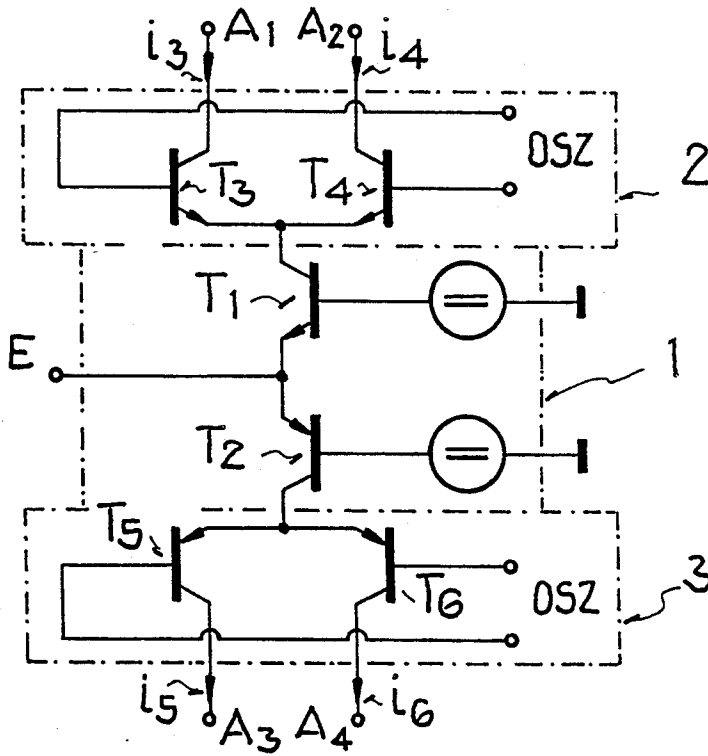 A1 A2
i3 i4
OSZ
T3 T4
2
T1
E
1
T2
T5
3
T6 OSZ
i5 i6
A3 A4